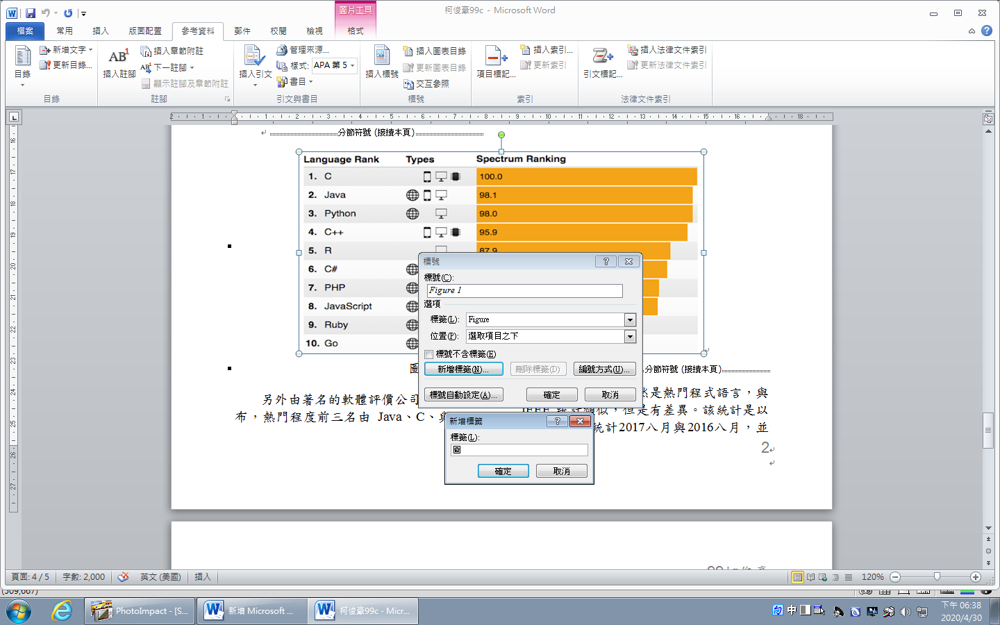 柯俊豪99c - Microsoft Word
圖片工具
檔案 常用 插入 版面配置 參考資料 郵件 校閱 檢視 格式
目錄
新增文字
更新目錄...
目錄
AB¹
插入註腳
插入章節附註
下一註腳
顯示註腳及章節附註
註腳
插入引文
管理來源...
樣式: APA 第 5
書目
引文與書目
插入標號
插入圖表目錄
更新圖表目錄
交互參照
標號
項目標記...
插入索引...
更新索引
索引
引文標記...
插入法律文件索引
更新法律文件索引
法律文件索引
分節符號 (接續本頁)
Language Rank Types Spectrum Ranking
1. C 100.0
2. Java 98.1
3. Python 98.0
4. C++ 95.9
5. R 87.9
6. C#
7. PHP
8. JavaScript
9. Ruby
10. Go
標號
標號(C):
Figure 1
選項
標籤(L): Figure
位置(P): 選取項目之下
標號不含標籤(E)
新增標籤(N)... 刪除標籤(D) 編號方式(U)...
標號自動設定(A)... 確定 取消
圖
分節符號 (接續本頁)
另外由著名的軟體評價公司
然是熱門程式語言，與
布，熱門程度前三名由 Java、C、與
IEEE 統計類似，但是有差異。該統計是以
統計2017八月與2016八月，並
新增標籤
標籤(L):
圖
確定 取消
2
頁面: 4 / 5 字數: 2,000 英文 (美國) 插入 120%
(509,667)
PhotoImpact - [S...
新增 Microsoft ...
柯俊豪99c - Micr...
中
下午 06:38
2020/4/30